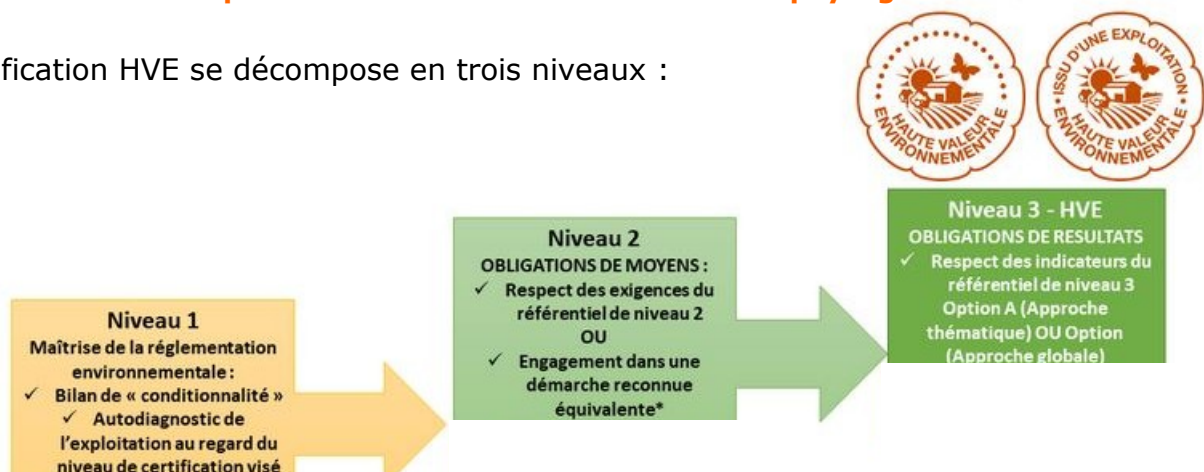 fication HVE se décompose en trois niveaux :
HAUTE VALEUR
ENVIRONNEMENTALE
ISSU D'UNE EXPLOITATION
HAUTE VALEUR
ENVIRONNEMENTALE
Niveau 3 - HVE
OBLIGATIONS DE RESULTATS
✓ Respect des indicateurs du
référentiel de niveau 3
Option A (Approche
thématique) OU Option
(Approche globale)
Niveau 2
OBLIGATIONS DE MOYENS :
✓ Respect des exigences du
référentiel de niveau 2
OU
✓ Engagement dans une
démarche reconnue
équivalente*
Niveau 1
Maîtrise de la réglementation
environnementale :
✓ Bilan de « conditionnalité »
✓ Autodiagnostic de
l'exploitation au regard du
niveau de certification visé